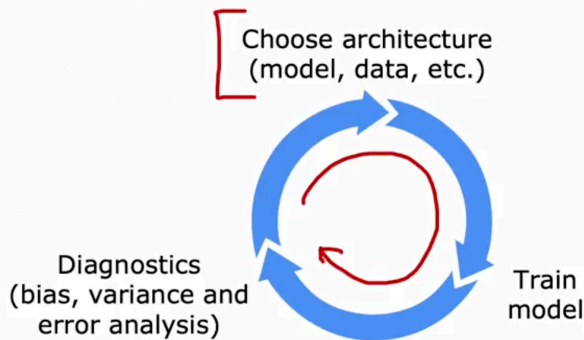 Choose architecture
(model, data, etc.)
Train
model
Diagnostics
(bias, variance and
error analysis)